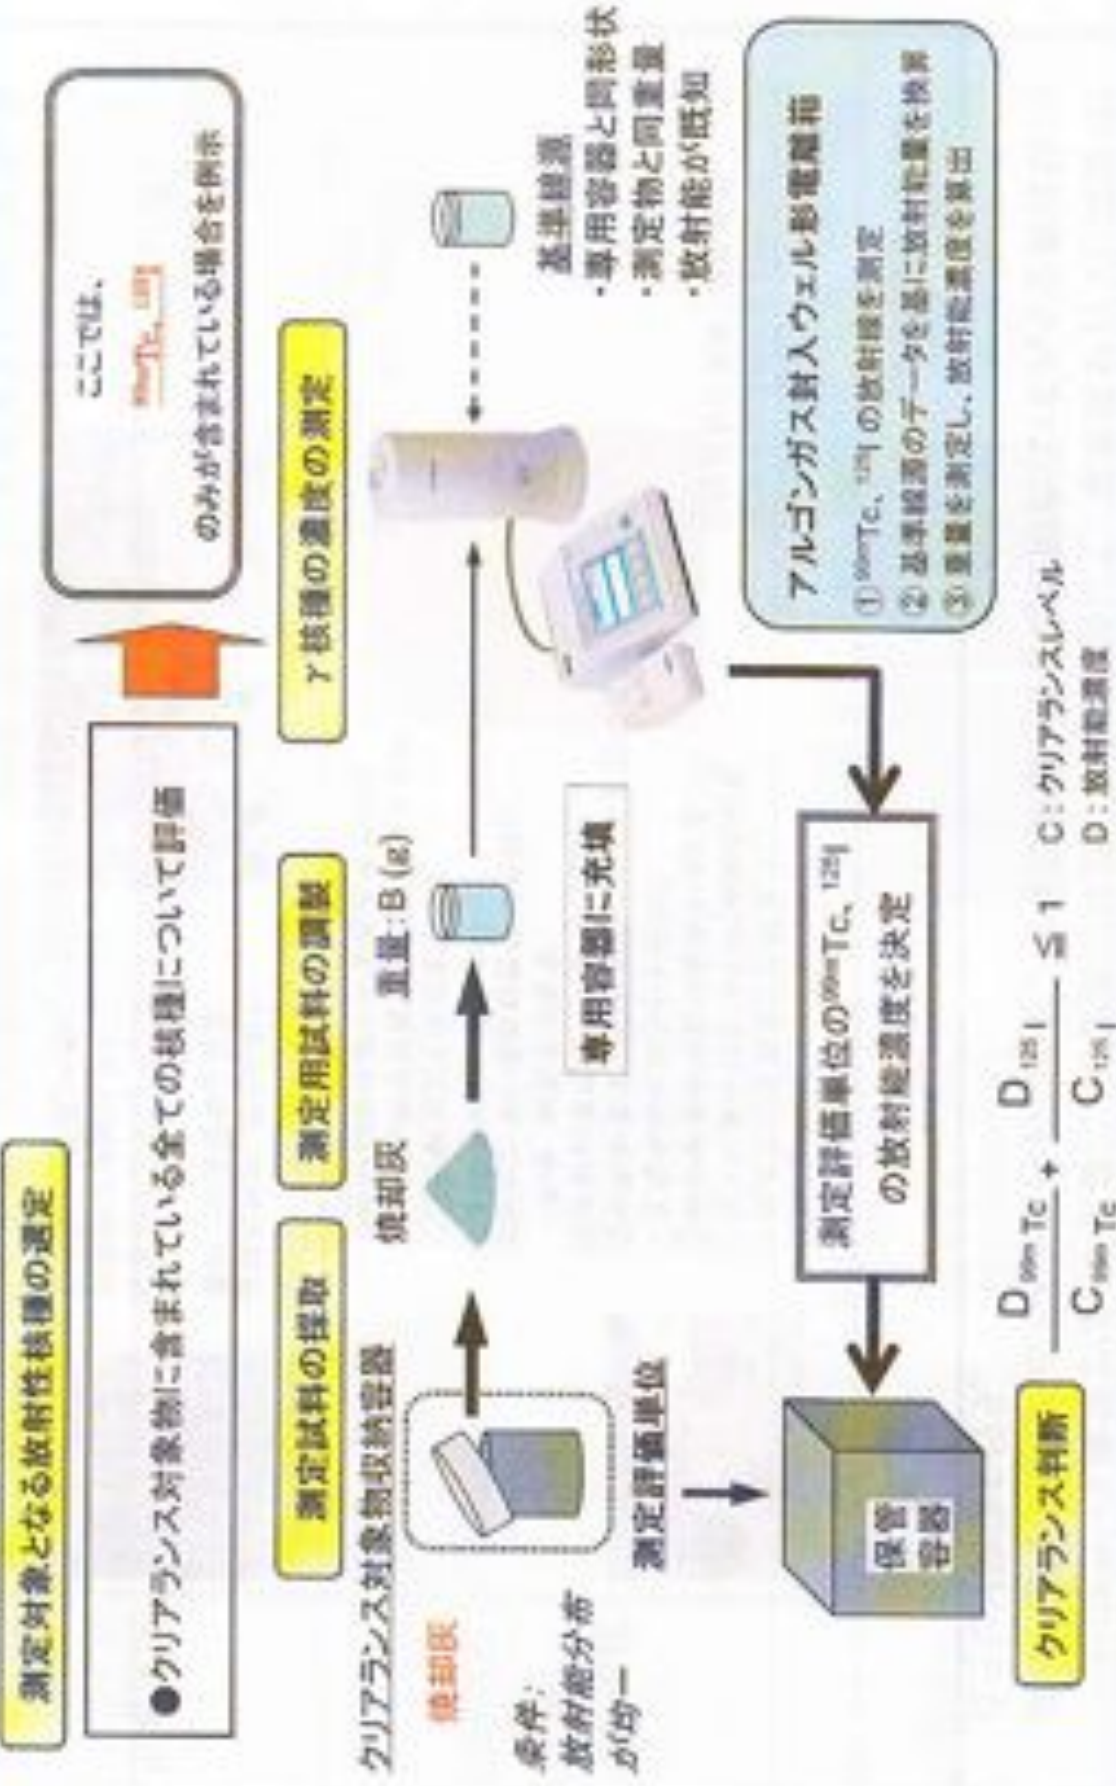 測定対象となる放射性核種の選定
●クリアランス対象物に含まれている全ての核種について評価
ここでは、
⁹⁹ᵐTc、¹²⁵I
のみが含まれている場合を例示
測定試料の採取
測定用試料の調製
γ核種の濃度の測定
クリアランス対象物収納容器
焼却灰
条件：
放射能分布
が均一
測定評価単位
焼却灰
重量：B (g)
専用容器に充填
基準線源
・専用容器と同形状
・測定物と同重量
・放射能が既知
アルゴンガス封入ウェル形電離箱
① ⁹⁹ᵐTc、¹²⁵I の放射線を測定
② 基準線源のデータを基に放射能量を換算
③ 重量を測定し、放射能濃度を算出
測定評価単位の⁹⁹ᵐTc、¹²⁵I
の放射能濃度を決定
保管
容器
クリアランス判断
D ⁹⁹ᵐ Tc + D ¹²⁵ I ≦ 1
C ⁹⁹ᵐ Tc C ¹²⁵ I
C：クリアランスレベル
D：放射能濃度